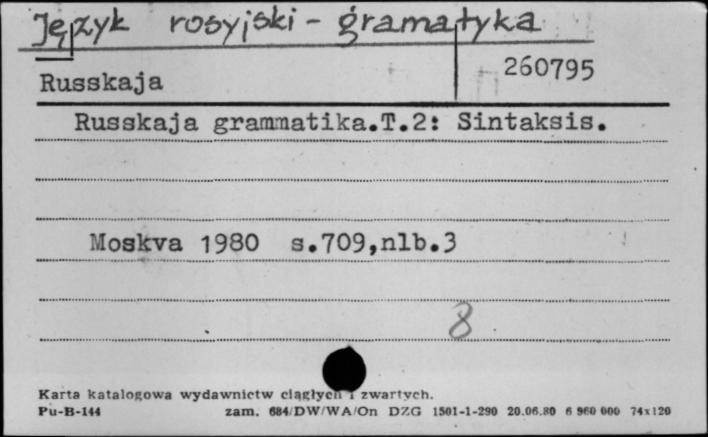 Język rosyjski - gramatyka
Russkaja 260795
Russkaja grammatika.T.2: Sintaksis.
Moskva 1980 s.709,nlb.3
8
Karta katalogowa wydawnictw ciągłych i zwartych.
Pu-B-144 zam. 684/DW/WA/On DZG 1501-1-290 20.06.80 6 960 000 74x120